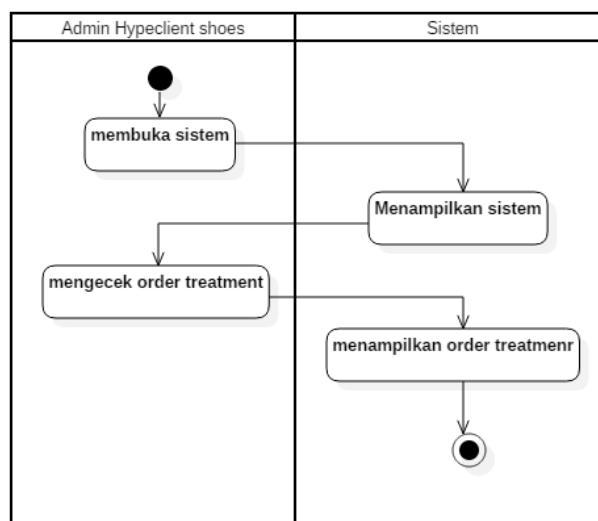 Admin Hypeclient shoes
Sistem
membuka sistem
Menampilkan sistem
mengecek order treatment
menampilkan order treatmenr